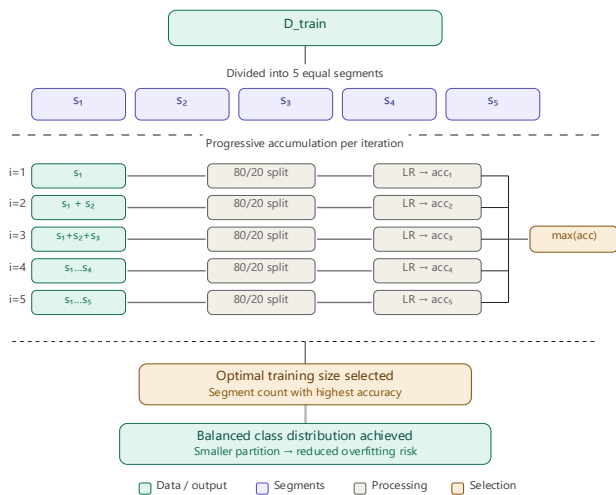 D_train
Divided into 5 equal segments
s₁ s₂ s₃ s₄ s₅
Progressive accumulation per iteration
i=1 s₁ 80/20 split LR → acc₁
i=2 s₁ + s₂ 80/20 split LR → acc₂
i=3 s₁+s₂+s₃ 80/20 split LR → acc₃ max(acc)
i=4 s₁...s₄ 80/20 split LR → acc₄
i=5 s₁...s₅ 80/20 split LR → acc₅
Optimal training size selected
Segment count with highest accuracy
Balanced class distribution achieved
Smaller partition → reduced overfitting risk
Data / output Segments Processing Selection